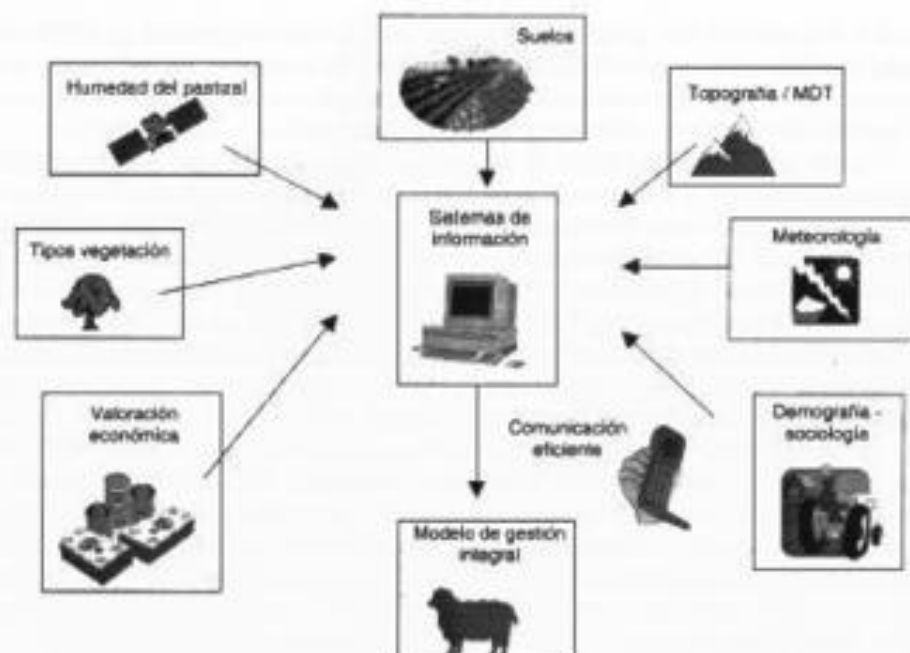 Suelos
Humedad del pastizal
Topografía / MDT
Sistemas de
información
Tipos vegetación
Meteorología
Valoración
económica
Comunicación
eficiente
Demografía -
sociología
Modelo de gestión
integral